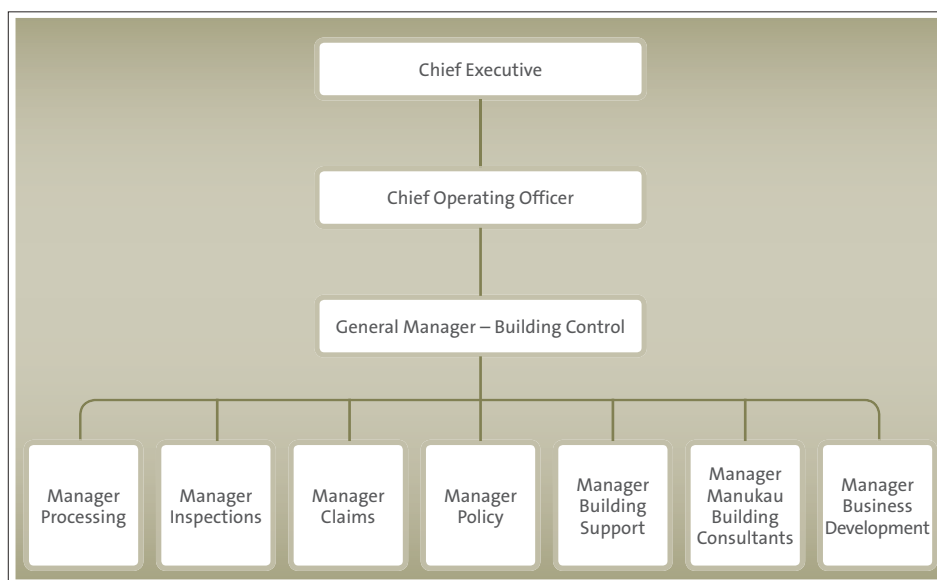 Chief Executive
Chief Operating Officer
General Manager – Building Control
Manager
Processing
Manager
Inspections
Manager
Claims
Manager
Policy
Manager
Building
Support
Manager
Manukau
Building
Consultants
Manager
Business
Development